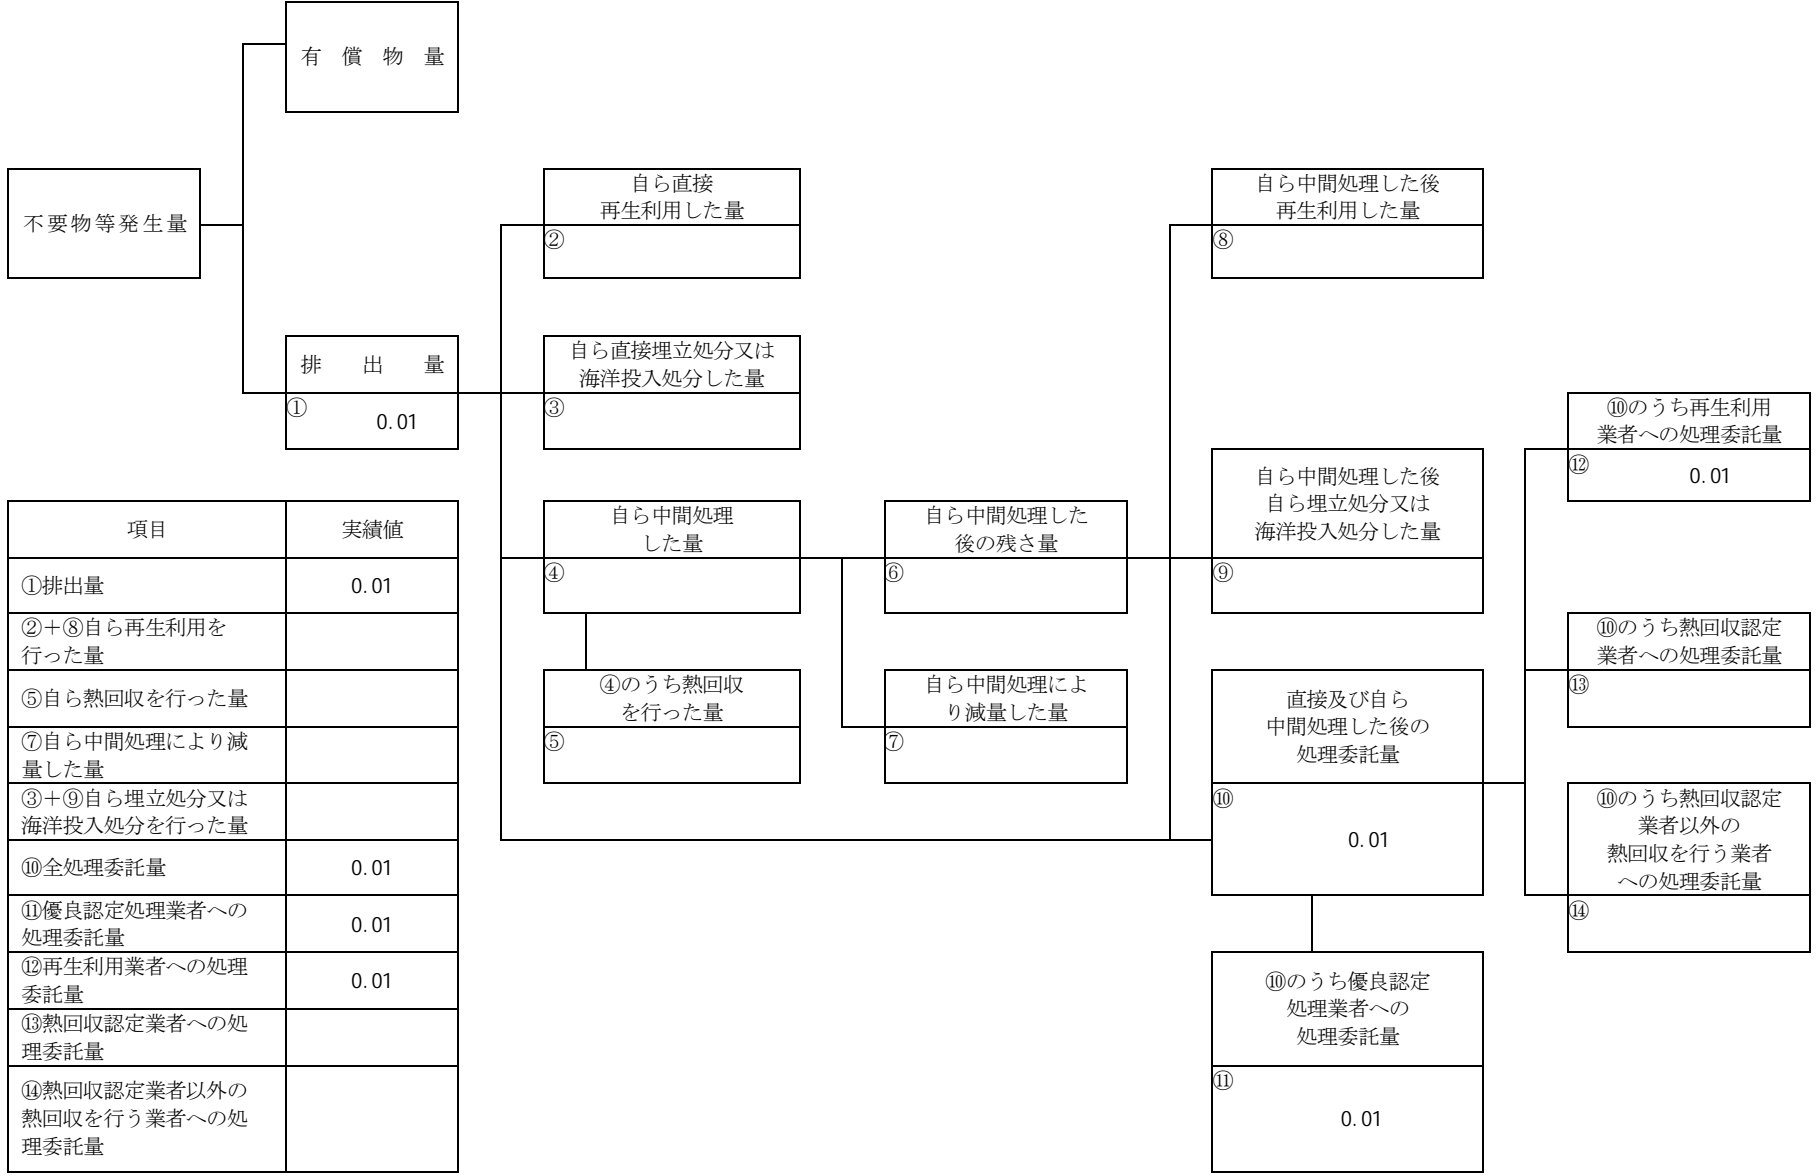 有 償 物 量
不要物等発生量
自ら直接
再生利用した量
②
自ら中間処理した後
再生利用した量
⑧
排 出 量
①
0.01
自ら直接埋立処分又は
海洋投入処分した量
③
⑩のうち再生利用
業者への処理委託量
⑫
0.01
自ら中間処理
した量
④
自ら中間処理した
後の残さ量
⑥
自ら中間処理した後
自ら埋立処分又は
海洋投入処分した量
⑨
⑩のうち熱回収認定
業者への処理委託量
⑬
④のうち熱回収
を行った量
⑤
自ら中間処理によ
り減量した量
⑦
直接及び自ら
中間処理した後の
処理委託量
⑩
0.01
⑩のうち熱回収認定
業者以外の
熱回収を行う業者
への処理委託量
⑭
⑩のうち優良認定
処理業者への
処理委託量
⑪
0.01
項目 実績値
①排出量 0.01
②+⑧自ら再生利用を
行った量
⑤自ら熱回収を行った量
⑦自ら中間処理により減
量した量
③+⑨自ら埋立処分又は
海洋投入処分を行った量
⑩全処理委託量 0.01
⑪優良認定処理業者への
処理委託量 0.01
⑫再生利用業者への処理
委託量 0.01
⑬熱回収認定業者への処
理委託量
⑭熱回収認定業者以外の
熱回収を行う業者への処
理委託量